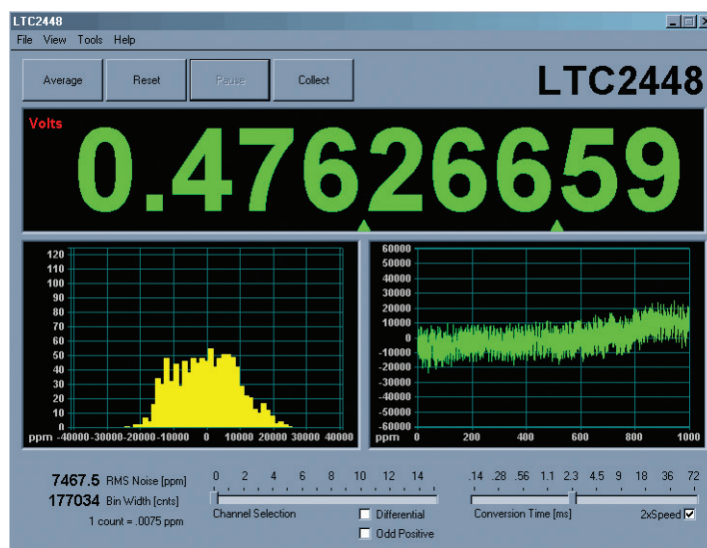 LTC2448
File View Tools Help
Average Reset Pause Collect
LTC2448
Volts
0.47626659
120
110
100
90
80
70
60
50
40
30
20
10
0
ppm -40000 -30000 -20000 -10000 0 10000 20000 30000 40000
60000
50000
40000
30000
20000
10000
0
-10000
-20000
-30000
-40000
-50000
-60000
ppm 0 200 400 600 800 1000
7467.5 RMS Noise [ppm]
177034 Bin Width [cnts]
1 count = .0075 ppm
0 2 4 6 8 10 12 14
Channel Selection
Differential
Odd Positive
.14 .28 .56 1.1 2.3 4.5 9 18 36 72
Conversion Time [ms]
2xSpeed